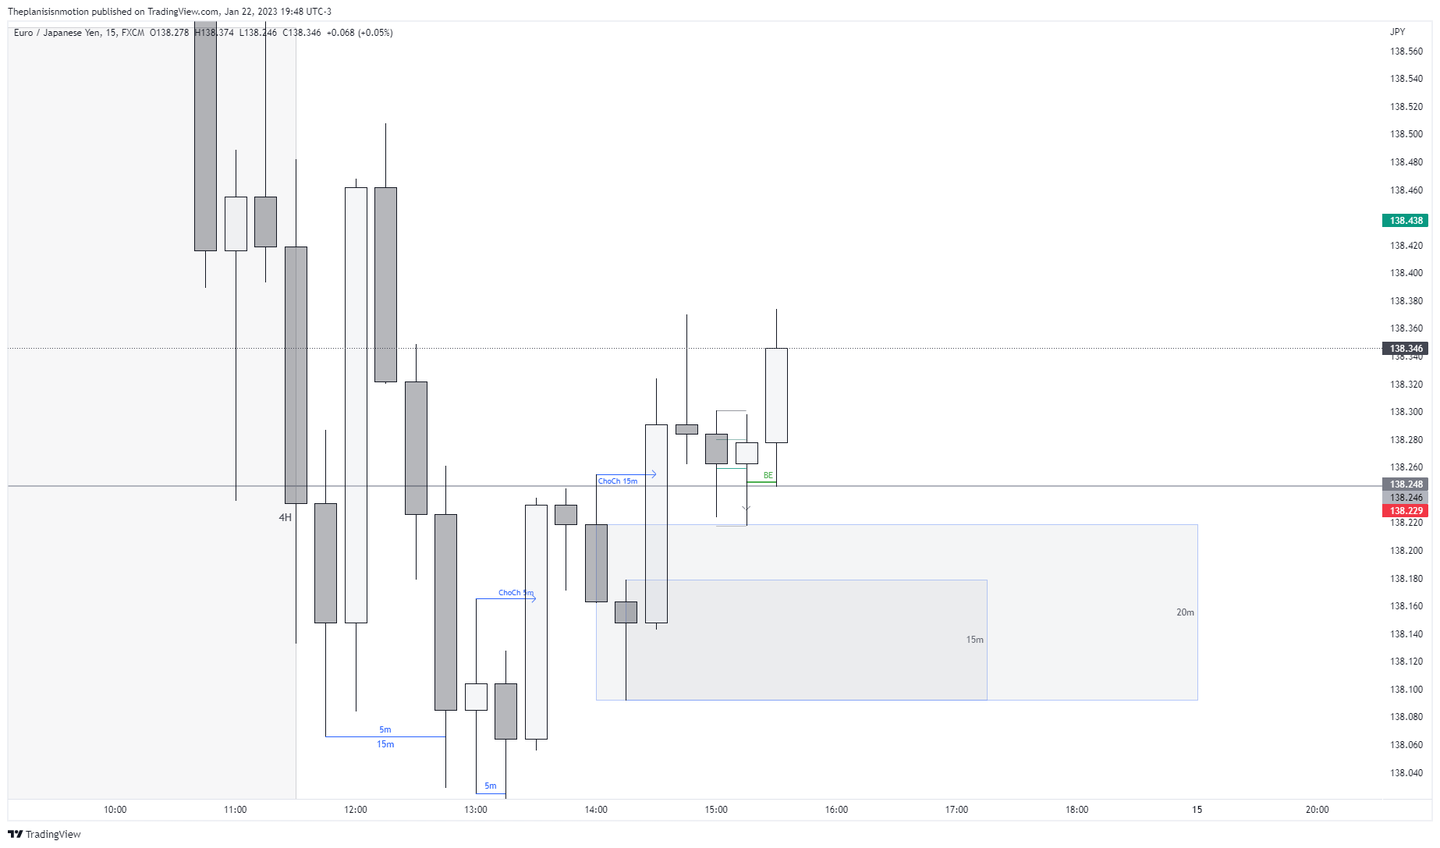 Theplanisisnmotion published on TradingView.com, Jan 22, 2023 19:48 UTC-3
Euro / Japanese Yen, 15, FXCM O138.278 H138.374 L138.246 C138.346 +0.068 (+0.05%)
JPY
138.560
138.540
138.520
138.500
138.480
138.460
138.438
138.420
138.400
138.380
138.360
138.346
138.340
138.320
138.300
138.280
138.260
138.248
138.246
138.229
138.220
138.200
138.180
138.160
138.140
138.120
138.100
138.080
138.060
138.040
BE
ChoCh 15m
4H
ChoCh 5m
20m
15m
5m
15m
5m
10:00 11:00 12:00 13:00 14:00 15:00 16:00 17:00 18:00 15 20:00
TradingView